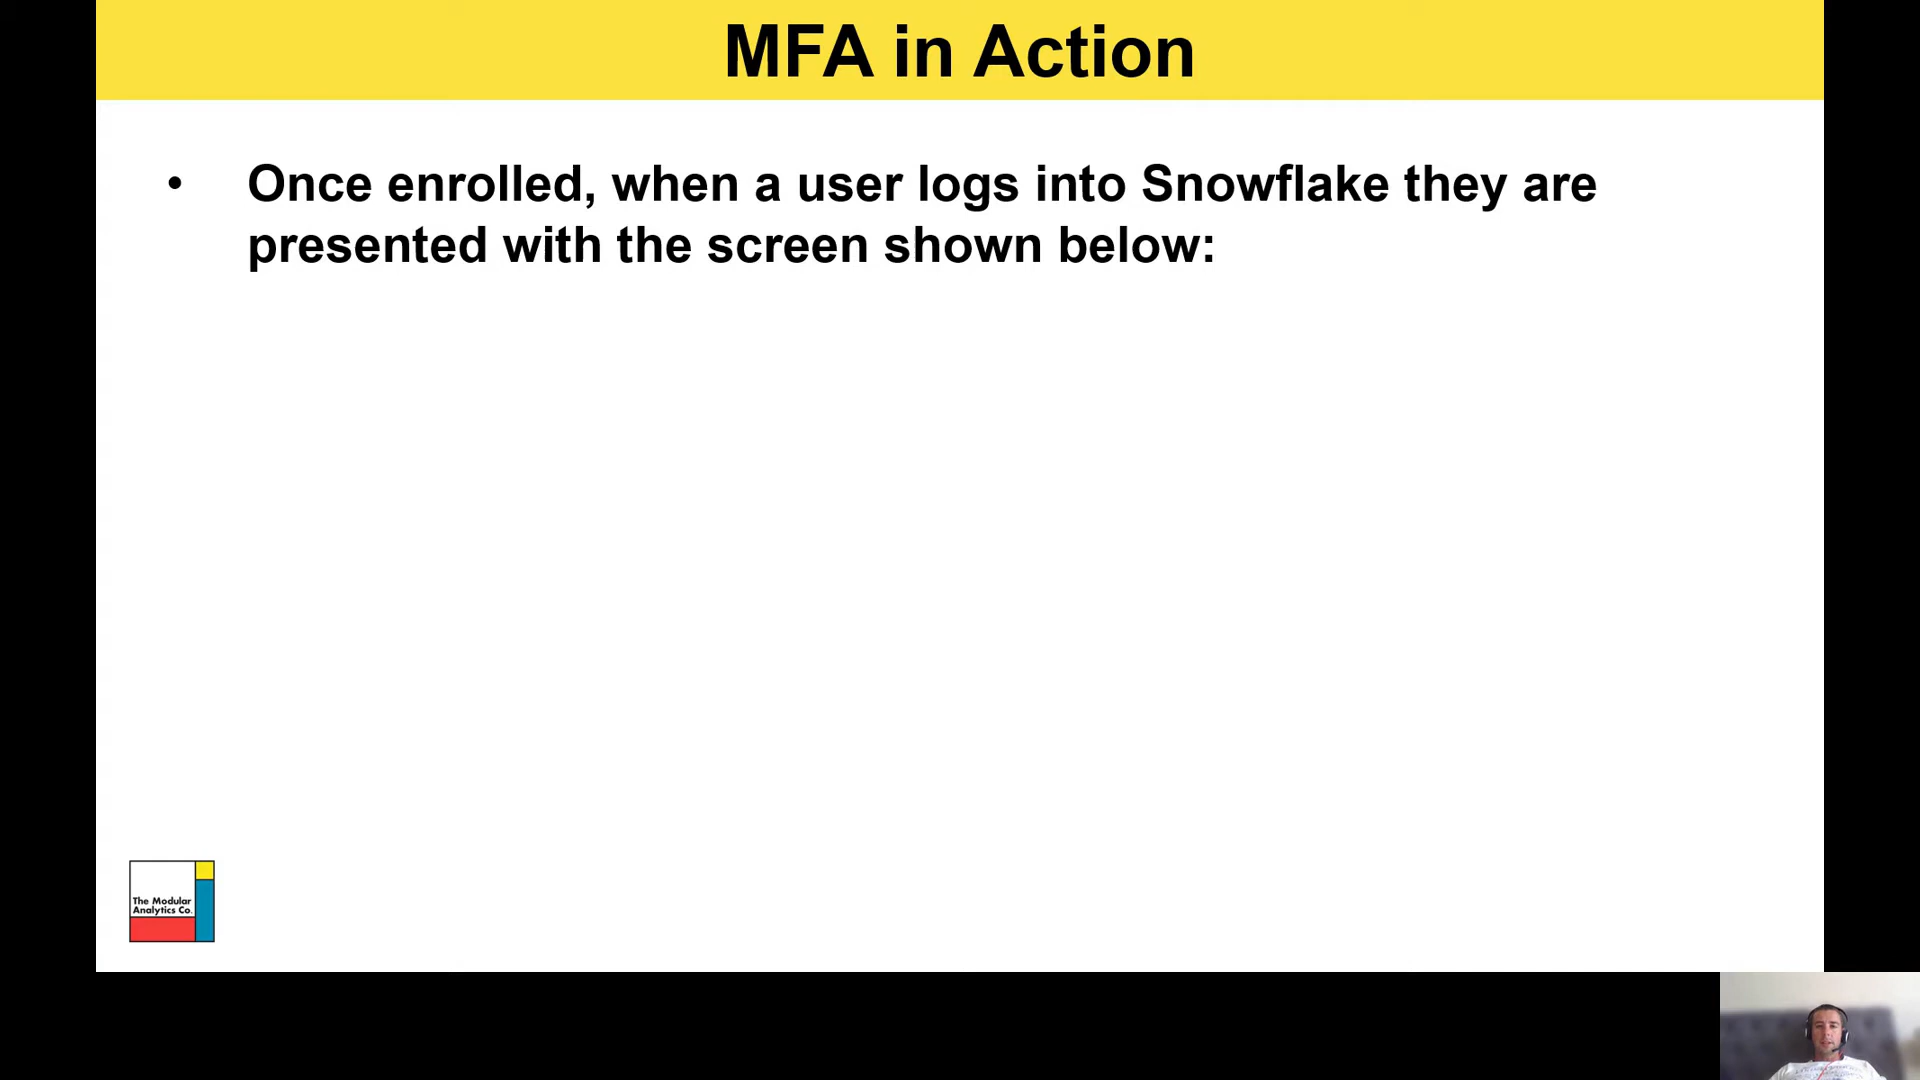 MFA in Action
• Once enrolled, when a user logs into Snowflake they are
presented with the screen shown below:
The Modular
Analytics Co.